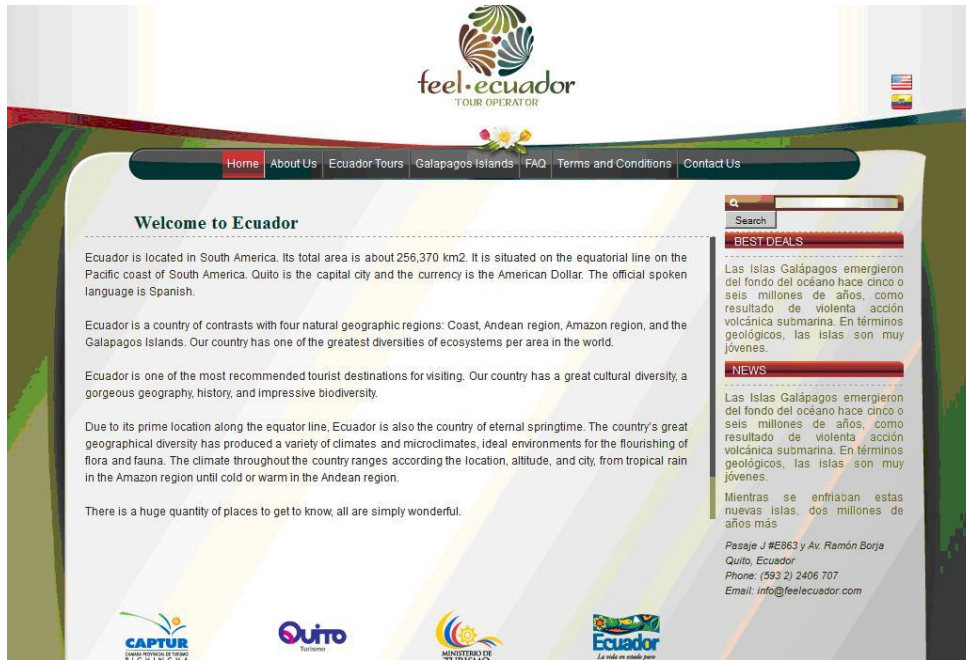 feel·ecuador
TOUR OPERATOR
Home About Us Ecuador Tours Galapagos Islands FAQ Terms and Conditions Contact Us
Welcome to Ecuador
Ecuador is located in South America. Its total area is about 256,370 km2. It is situated on the equatorial line on the
Pacific coast of South America. Quito is the capital city and the currency is the American Dollar. The official spoken
language is Spanish.
Ecuador is a country of contrasts with four natural geographic regions: Coast, Andean region, Amazon region, and the
Galapagos Islands. Our country has one of the greatest diversities of ecosystems per area in the world.
Ecuador is one of the most recommended tourist destinations for visiting. Our country has a great cultural diversity, a
gorgeous geography, history, and impressive biodiversity.
Due to its prime location along the equator line, Ecuador is also the country of eternal springtime. The country's great
geographical diversity has produced a variety of climates and microclimates, ideal environments for the flourishing of
flora and fauna. The climate throughout the country ranges according the location, altitude, and city, from tropical rain
in the Amazon region until cold or warm in the Andean region.
There is a huge quantity of places to get to know, all are simply wonderful.
Search
BEST DEALS
Las Islas Galápagos emergieron
del fondo del océano hace cinco o
seis millones de años, como
resultado de violenta acción
volcánica submarina. En términos
geológicos, las islas son muy
jóvenes.
NEWS
Las Islas Galápagos emergieron
del fondo del océano hace cinco o
seis millones de años, como
resultado de violenta acción
volcánica submarina. En términos
geológicos, las islas son muy
jóvenes.
Mientras se enfriaban estas
nuevas islas, dos millones de
años más
Pasaje J #E863 y Av. Ramón Borja
Quito, Ecuador
Phone: (593 2) 2406 707
Email: info@feelecuador.com
CAPTUR
CAMARA PROVINCIAL DE TURISMO
PICHINCHA
Quito
Turismo
MINISTERIO DE
TURISMO
Ecuador
La vida en estado puro